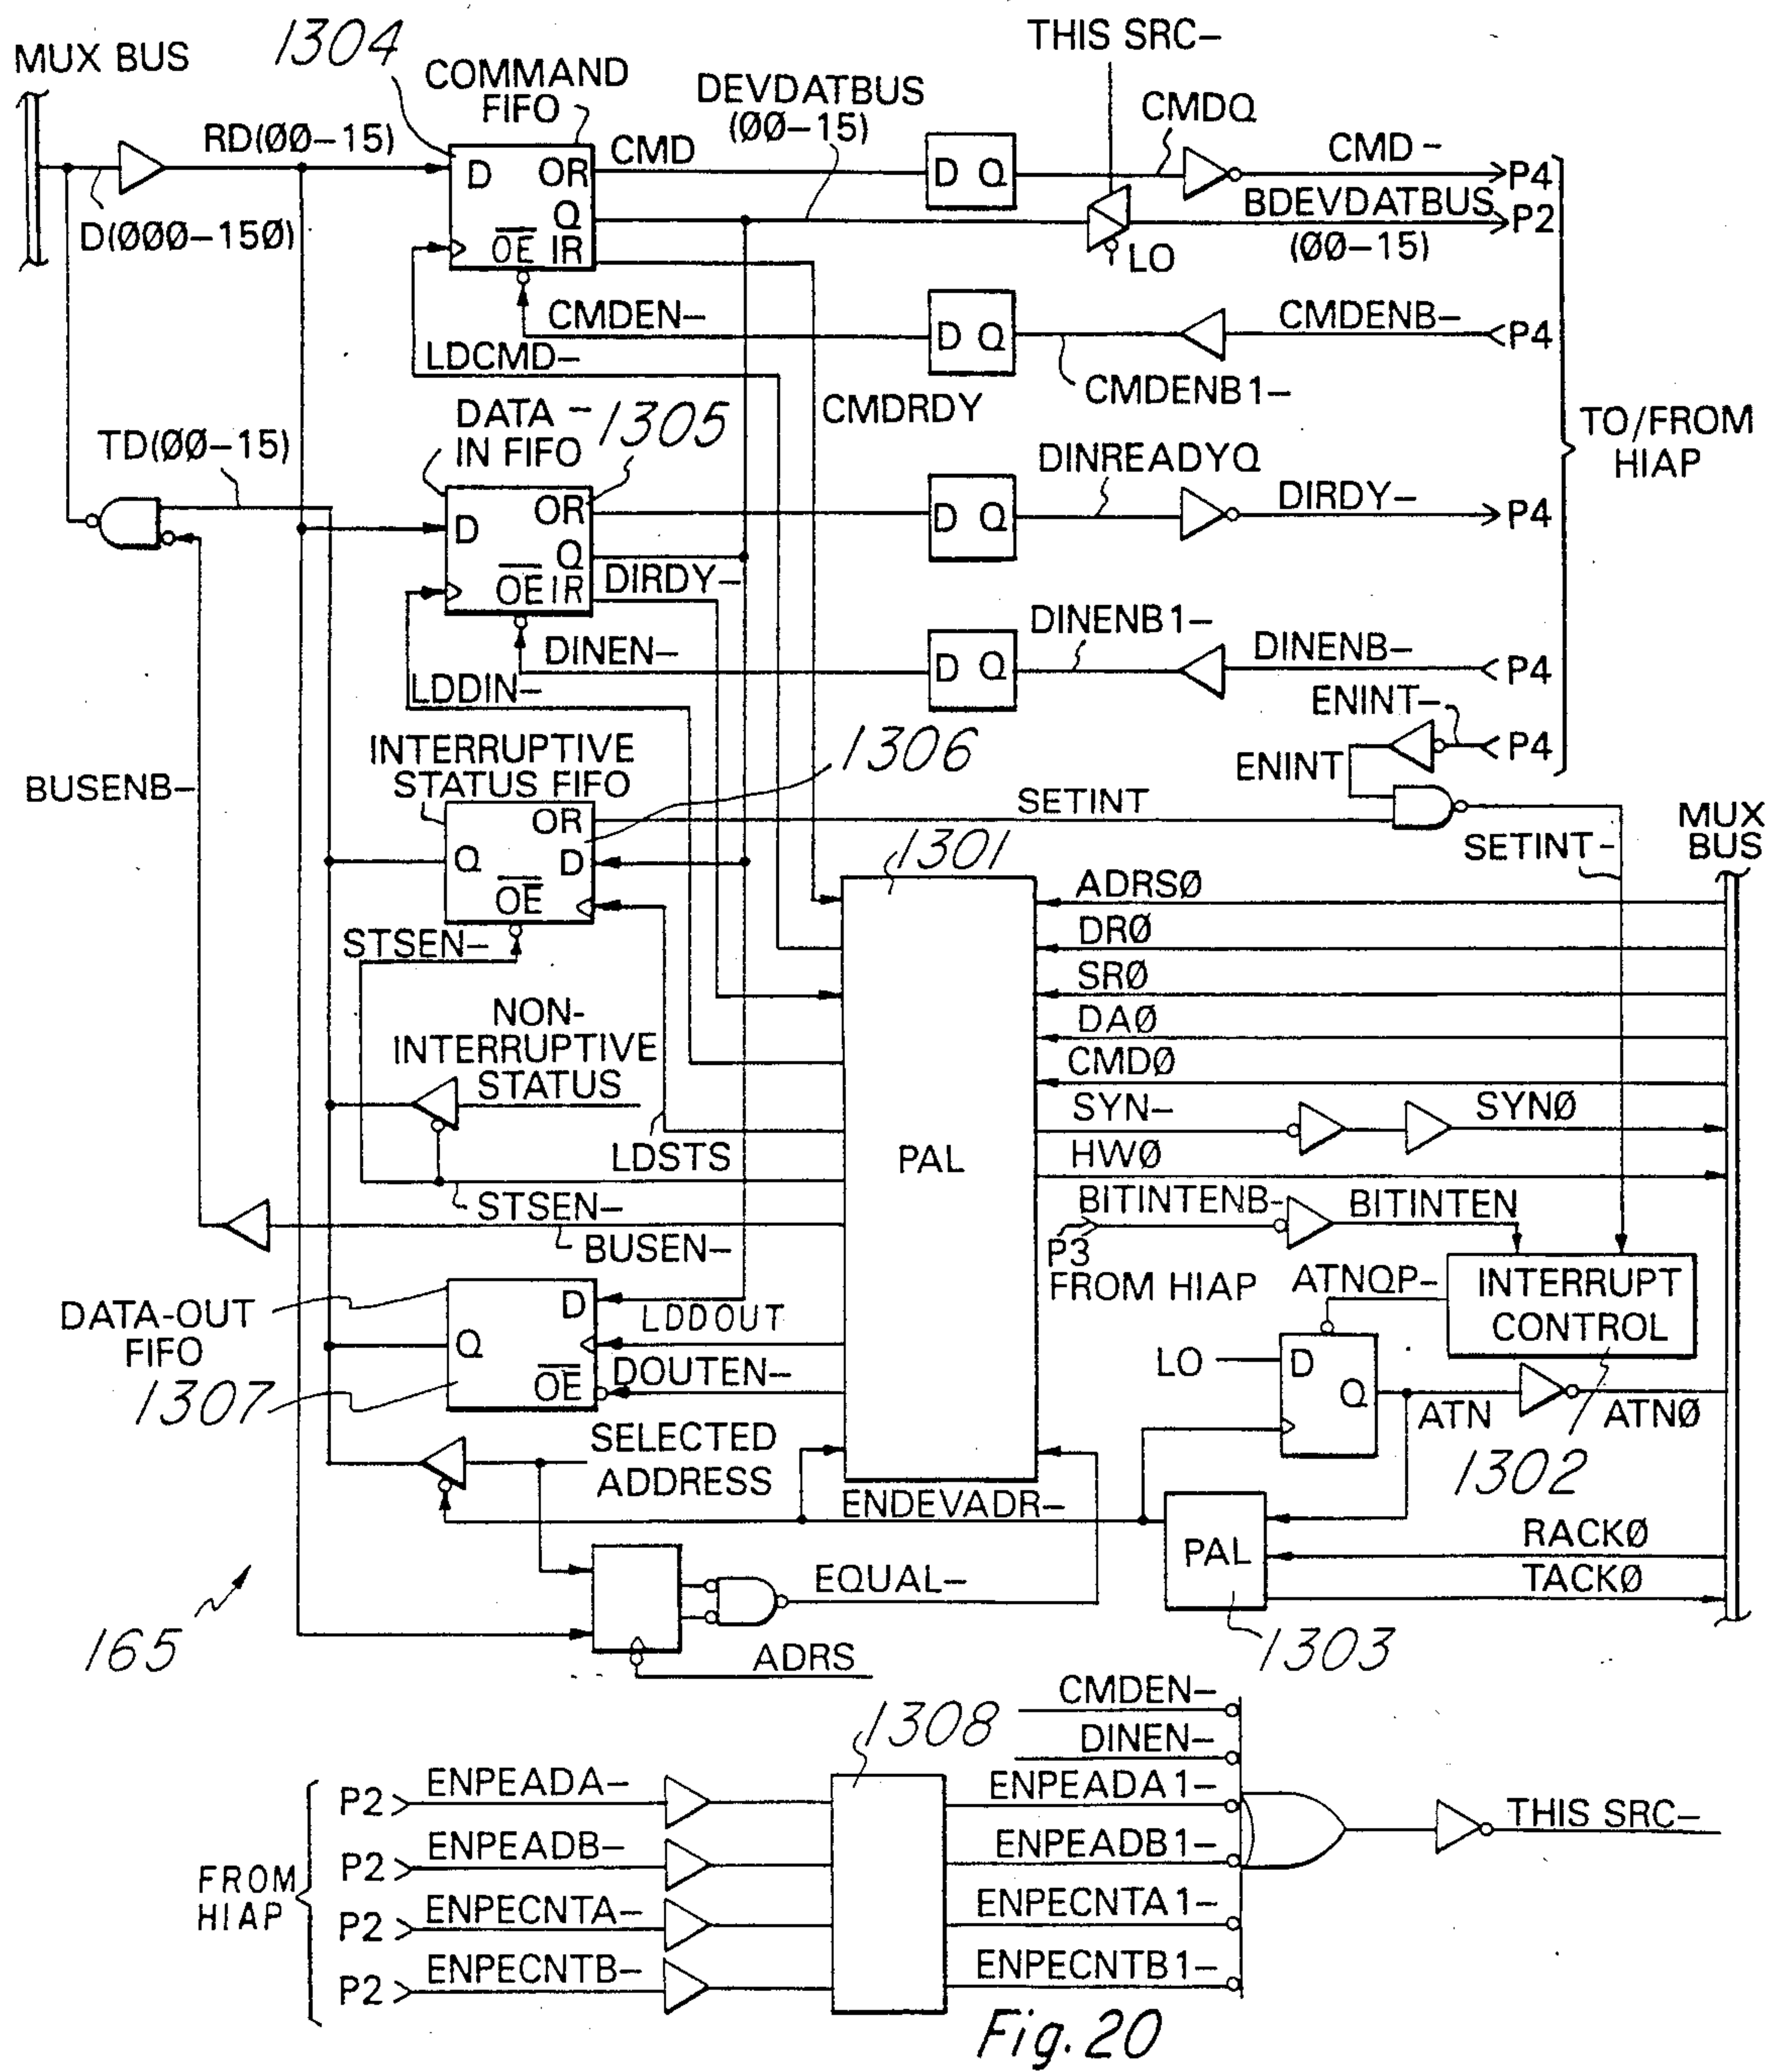 MUX BUS
1304
COMMAND
FIFO
THIS SRC-
DEVDATBUS
(ØØ-15)
CMDQ
RD(ØØ-15)
CMD
CMD-
P4
D OR
Q
OE IR
D Q
BDEVDATBUS
P2
(ØØ-15)
LO
D(ØØØ-15Ø)
CMDEN-
D Q
CMDENB-
P4
LDCMD-
CMDENB1-
CMDRDY
DATA -
IN FIFO
1305
TO/FROM
HIAP
TD(ØØ-15)
DINREADYQ
DIRDY-
P4
D OR
Q
OE IR
D Q
DIRDY-
DINENB1-
DINEN-
D Q
DINENB-
P4
LDDIN-
ENINT-
P4
INTERRUPTIVE
STATUS FIFO
1306
ENINT
BUSENB-
SETINT
OR
Q D
OE
SETINT-
MUX
BUS
1301
ADRSØ
STSEN-
DRØ
SRØ
NON-
INTERRUPTIVE
STATUS
DAØ
CMDØ
SYN-
SYNØ
LDSTS
PAL
HWØ
STSEN-
BITINTENB-
BITINTEN
BUSEN-
P3
FROM HIAP
ATNQP-
INTERRUPT
CONTROL
DATA-OUT
FIFO
D
Q
OE
LDDOUT
DOUTEN-
1307
LO
D
Q
ATN
ATNØ
1302
SELECTED
ADDRESS
ENDEVADR-
PAL
RACKØ
TACKØ
EQUAL-
1303
165
ADRS
CMDEN-
1308
DINEN-
FROM
HIAP
P2
ENPEADA-
ENPEADA1-
P2
ENPEADB-
ENPEADB1-
THIS SRC-
P2
ENPECNTA-
ENPECNTA1-
P2
ENPECNTB-
ENPECNTB1-
Fig. 20